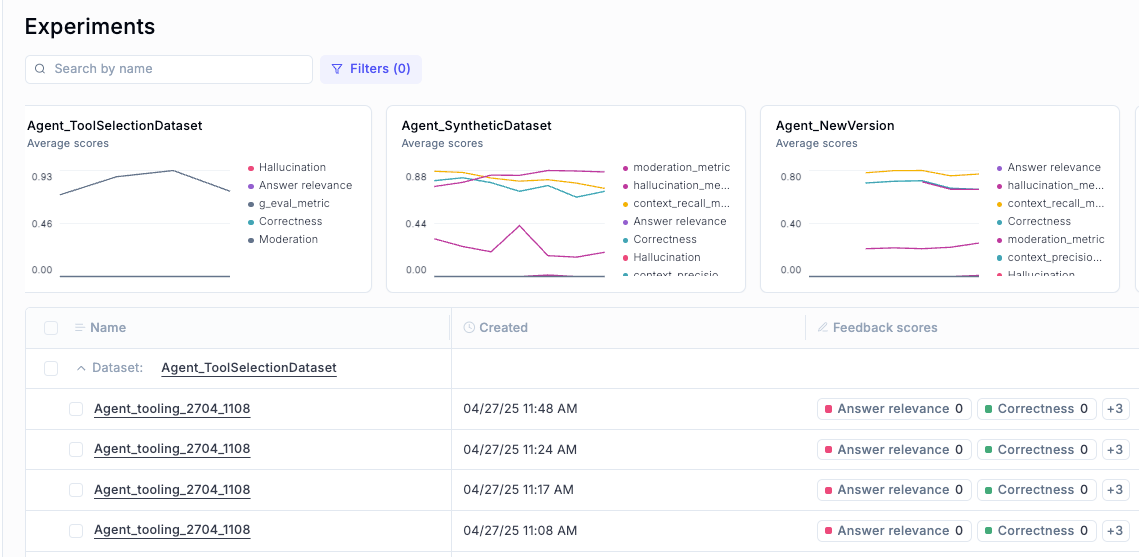 Experiments
Search by name
Filters (0)
Agent_ToolSelectionDataset
Average scores
0.93
0.46
0.00
Hallucination
Answer relevance
g_eval_metric
Correctness
Moderation
Agent_SyntheticDataset
Average scores
0.88
0.44
0.00
moderation_metric
hallucination_me...
context_recall_m...
Answer relevance
Correctness
Hallucination
context_precisio...
Agent_NewVersion
Average scores
0.80
0.40
0.00
Answer relevance
hallucination_me...
context_recall_m...
Correctness
moderation_metric
context_precisio...
Hallucination
Name Created Feedback scores
Dataset: Agent_ToolSelectionDataset
Agent_tooling_2704_1108 04/27/25 11:48 AM Answer relevance 0 Correctness 0 +3
Agent_tooling_2704_1108 04/27/25 11:24 AM Answer relevance 0 Correctness 0 +3
Agent_tooling_2704_1108 04/27/25 11:17 AM Answer relevance 0 Correctness 0 +3
Agent_tooling_2704_1108 04/27/25 11:08 AM Answer relevance 0 Correctness 0 +3